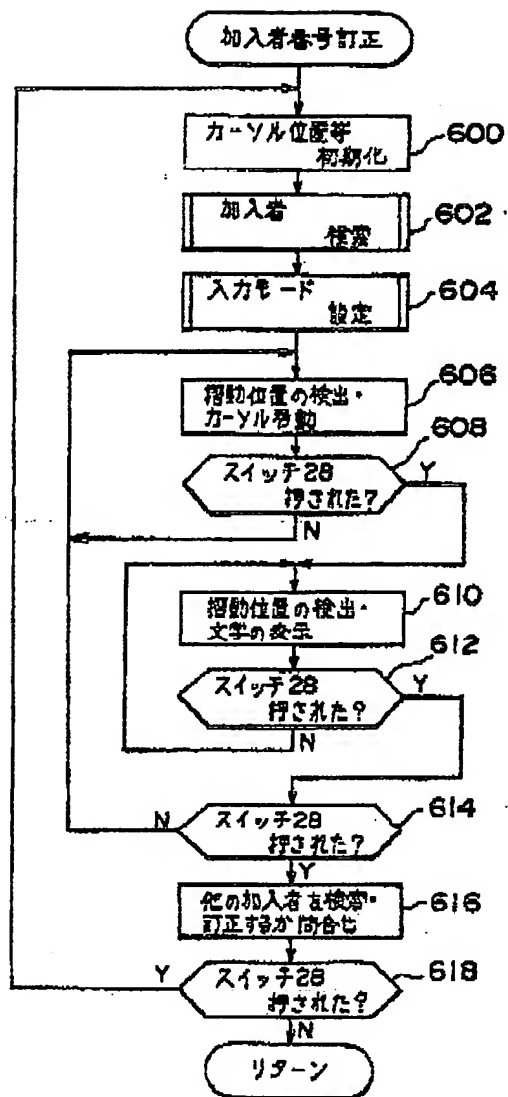 加入者番号訂正
カーソル位置等
初期化
600
加入者
検索
602
入力モード
設定
604
摺動位置の検出・
カーソル移動
606
スイッチ28
押された?
608
Y
N
摺動位置の検出・
文字の表示
610
スイッチ28
押された?
612
Y
N
スイッチ28
押された?
614
N
Y
他の加入者を検索・
訂正するか問合せ
616
スイッチ28
押された?
618
Y
N
リターン